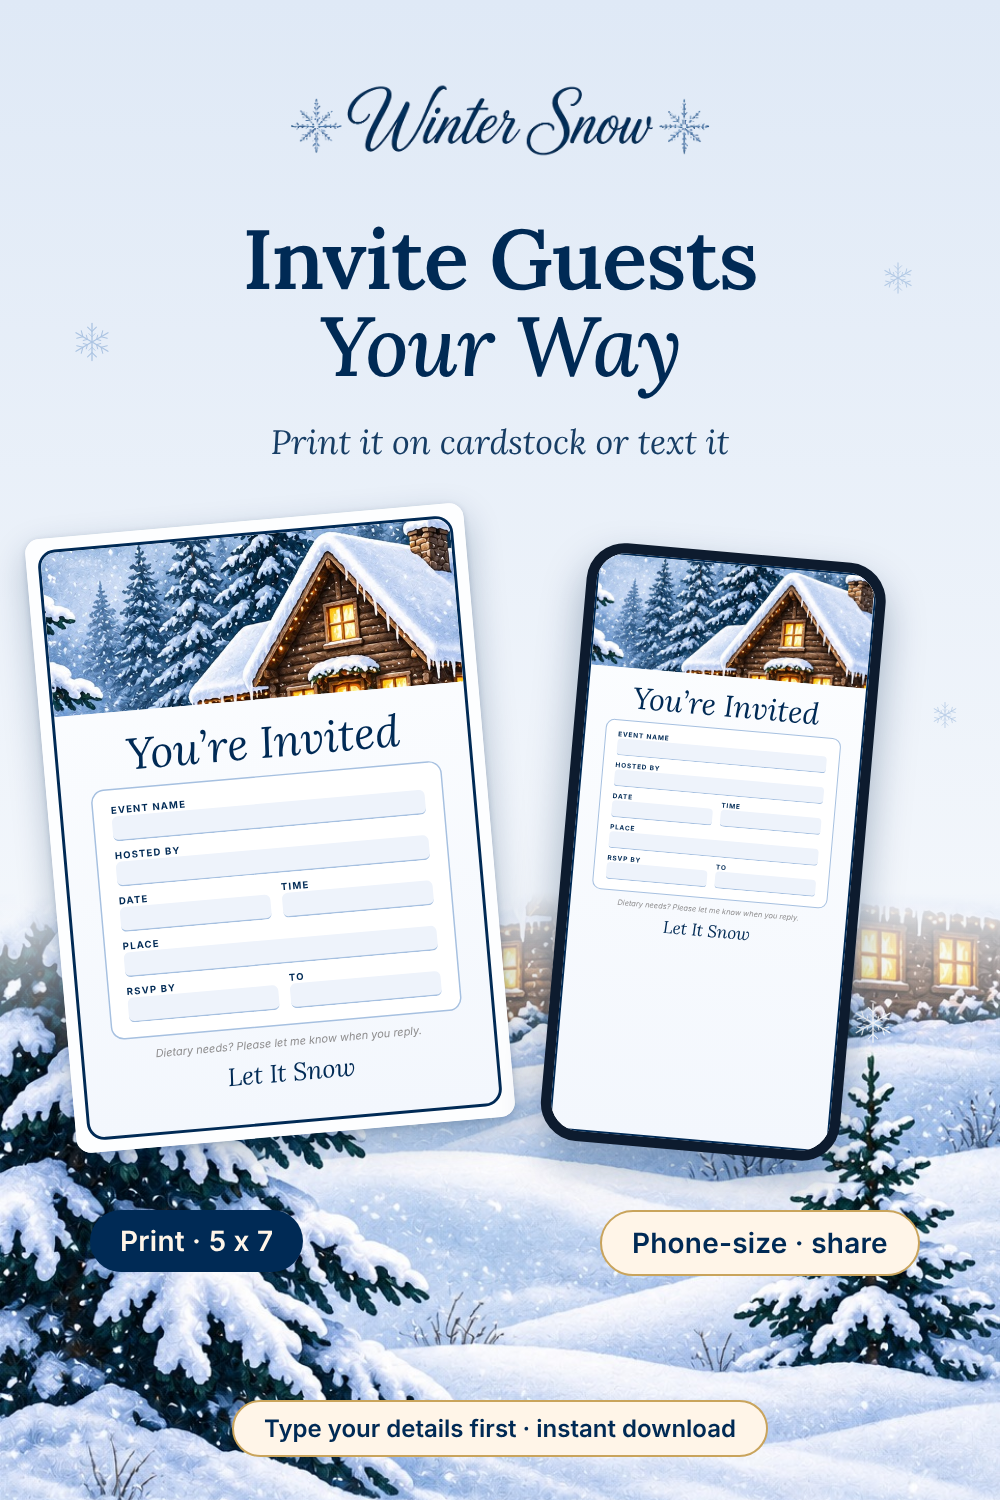 Winter Snow
Invite Guests
Your Way
Print it on cardstock or text it
You're Invited
EVENT NAME
HOSTED BY
DATE
TIME
PLACE
RSVP BY
TO
Dietary needs? Please let me know when you reply.
Let It Snow
You're Invited
EVENT NAME
HOSTED BY
DATE
TIME
PLACE
RSVP BY
TO
Dietary needs? Please let me know when you reply.
Let It Snow
Print · 5 x 7
Phone-size · share
Type your details first · instant download